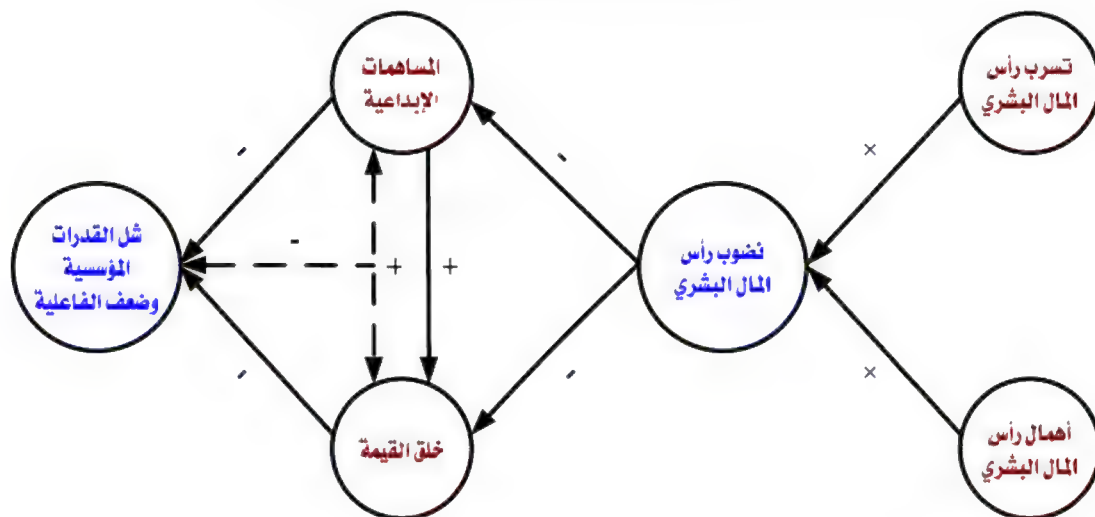 تسرب رأس
المال البشري
أهمال رأس
المال البشري
×
×
نضوب رأس
المال البشري
-
-
المساهمات
الإبداعية
+
+
خلق القيمة
-
-
-
شل القدرات
المؤسسية
وضعف الفاعلية